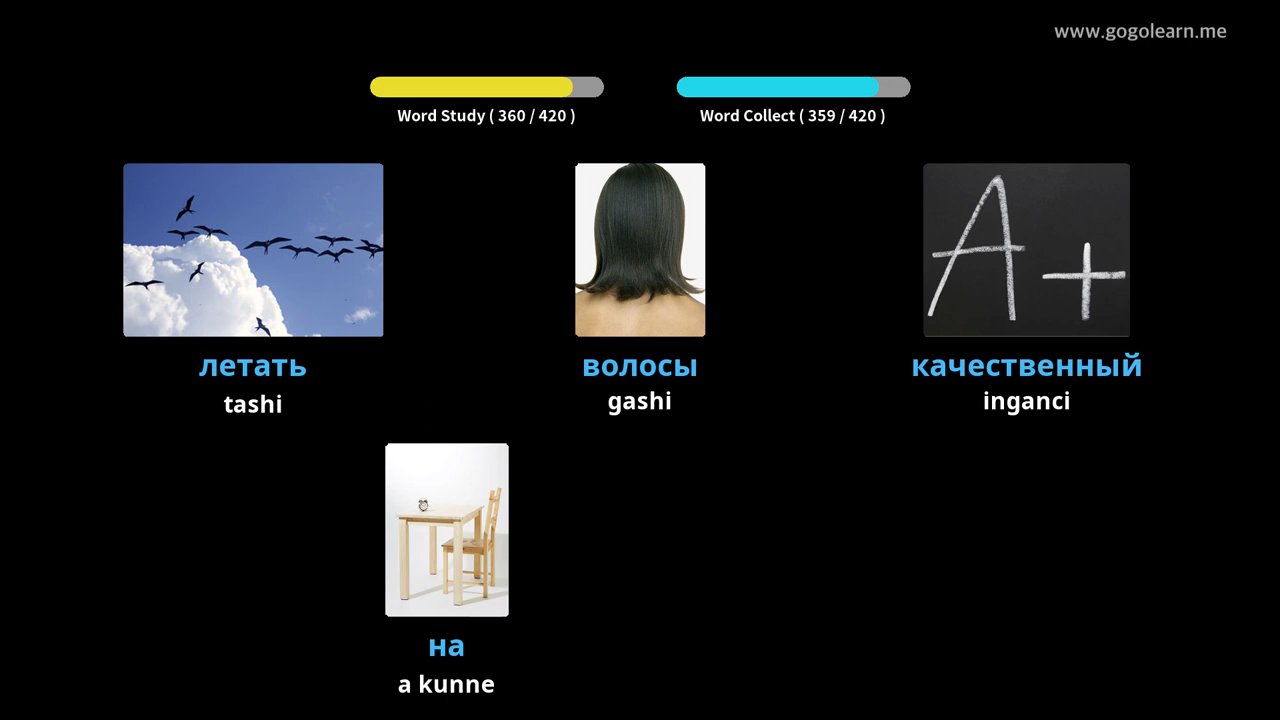 www.gogolearn.me
Word Study ( 360 / 420 )
Word Collect ( 359 / 420 )
A+
летать
tashi
волосы
gashi
качественный
inganci
на
a kunne